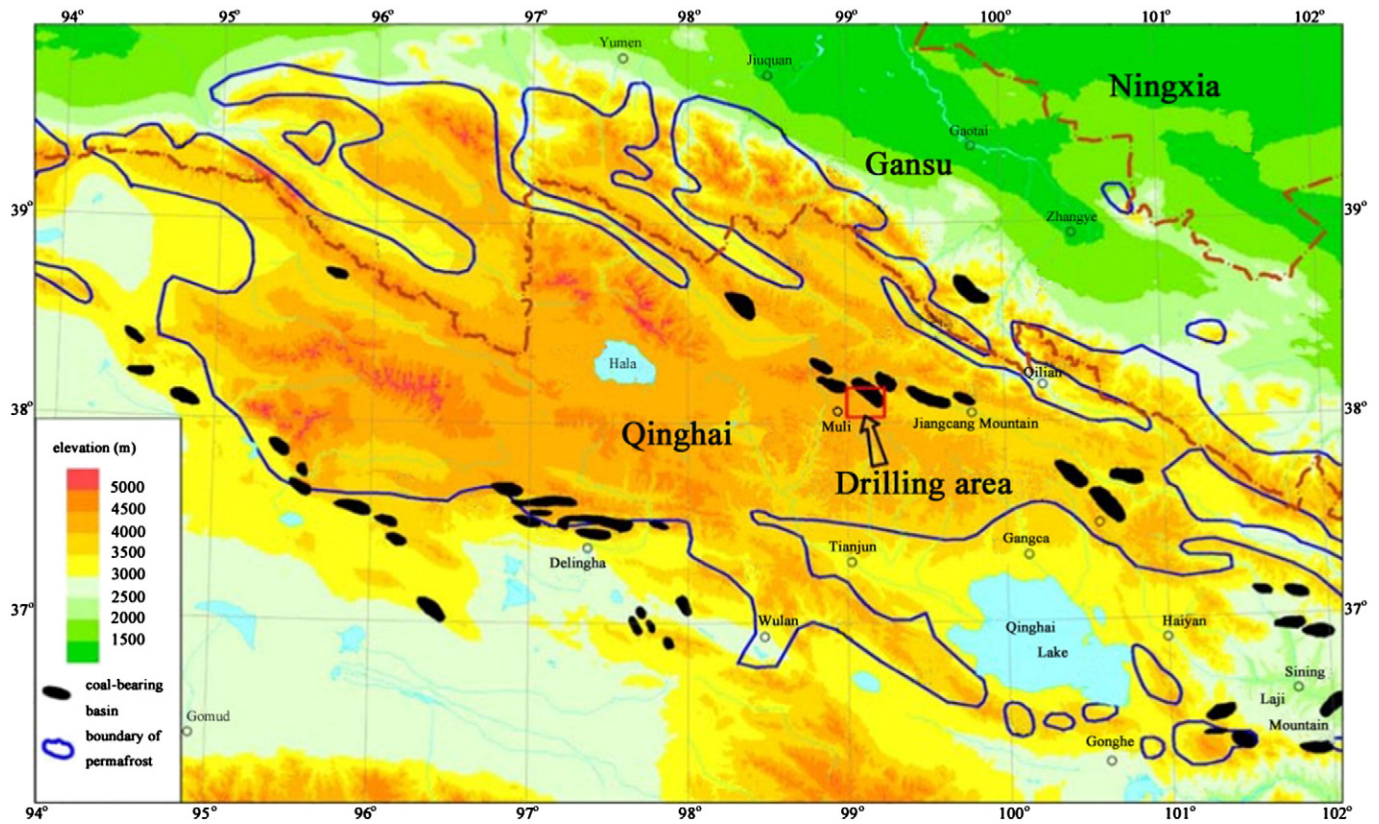 94° 95° 96° 97° 98° 99° 100° 101° 102°
Yumen
Jiuquan
Ningxia
Gaotai
Gansu
39° 39°
Zhangye
Hala
Qilian
38° 38°
Muli Jiangcang Mountain
Qinghai
elevation (m)
Drilling area
5000
4500
4000
3500
3000
2500
2000
1500
Tianjun Gangca
Delingha
37° 37°
Wulan Haiyan
Qinghai
Lake
Sining
coal-bearing
basin
Laji
Mountain
Gomud
boundary of
permafrost
Gonghe
94° 95° 96° 97° 98° 99° 100° 101° 102°